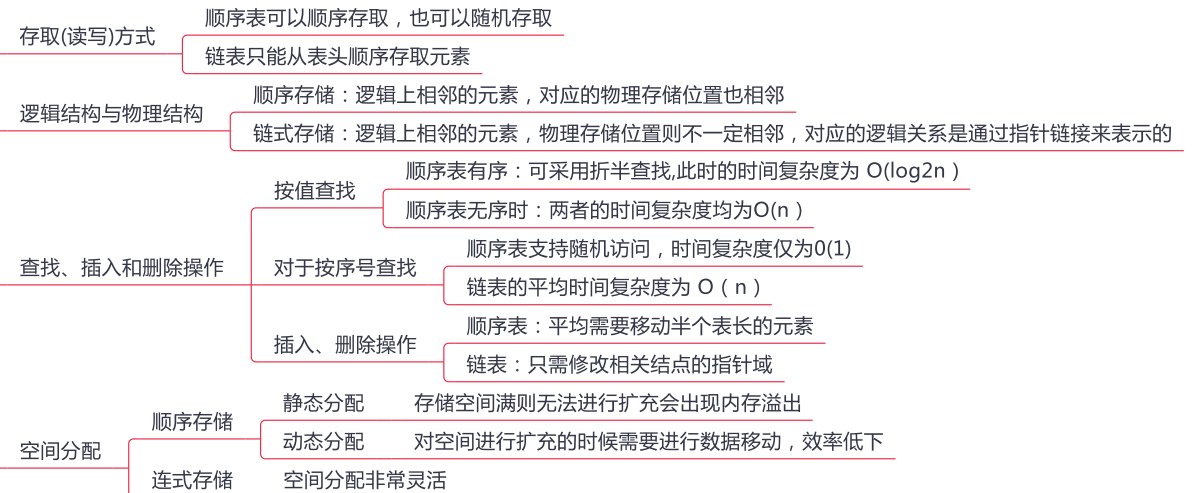 存取(读写)方式
顺序表可以顺序存取，也可以随机存取
链表只能从表头顺序存取元素
逻辑结构与物理结构
顺序存储：逻辑上相邻的元素，对应的物理存储位置也相邻
链式存储：逻辑上相邻的元素，物理存储位置则不一定相邻，对应的逻辑关系是通过指针链接来表示的
查找、插入和删除操作
按值查找
顺序表有序：可采用折半查找,此时的时间复杂度为 O(log2n )
顺序表无序时：两者的时间复杂度均为O(n )
对于按序号查找
顺序表支持随机访问，时间复杂度仅为0(1)
链表的平均时间复杂度为 O（ n ）
插入、删除操作
顺序表：平均需要移动半个表长的元素
链表：只需修改相关结点的指针域
空间分配
顺序存储
静态分配 存储空间满则无法进行扩充会出现内存溢出
动态分配 对空间进行扩充的时候需要进行数据移动，效率低下
连式存储 空间分配非常灵活